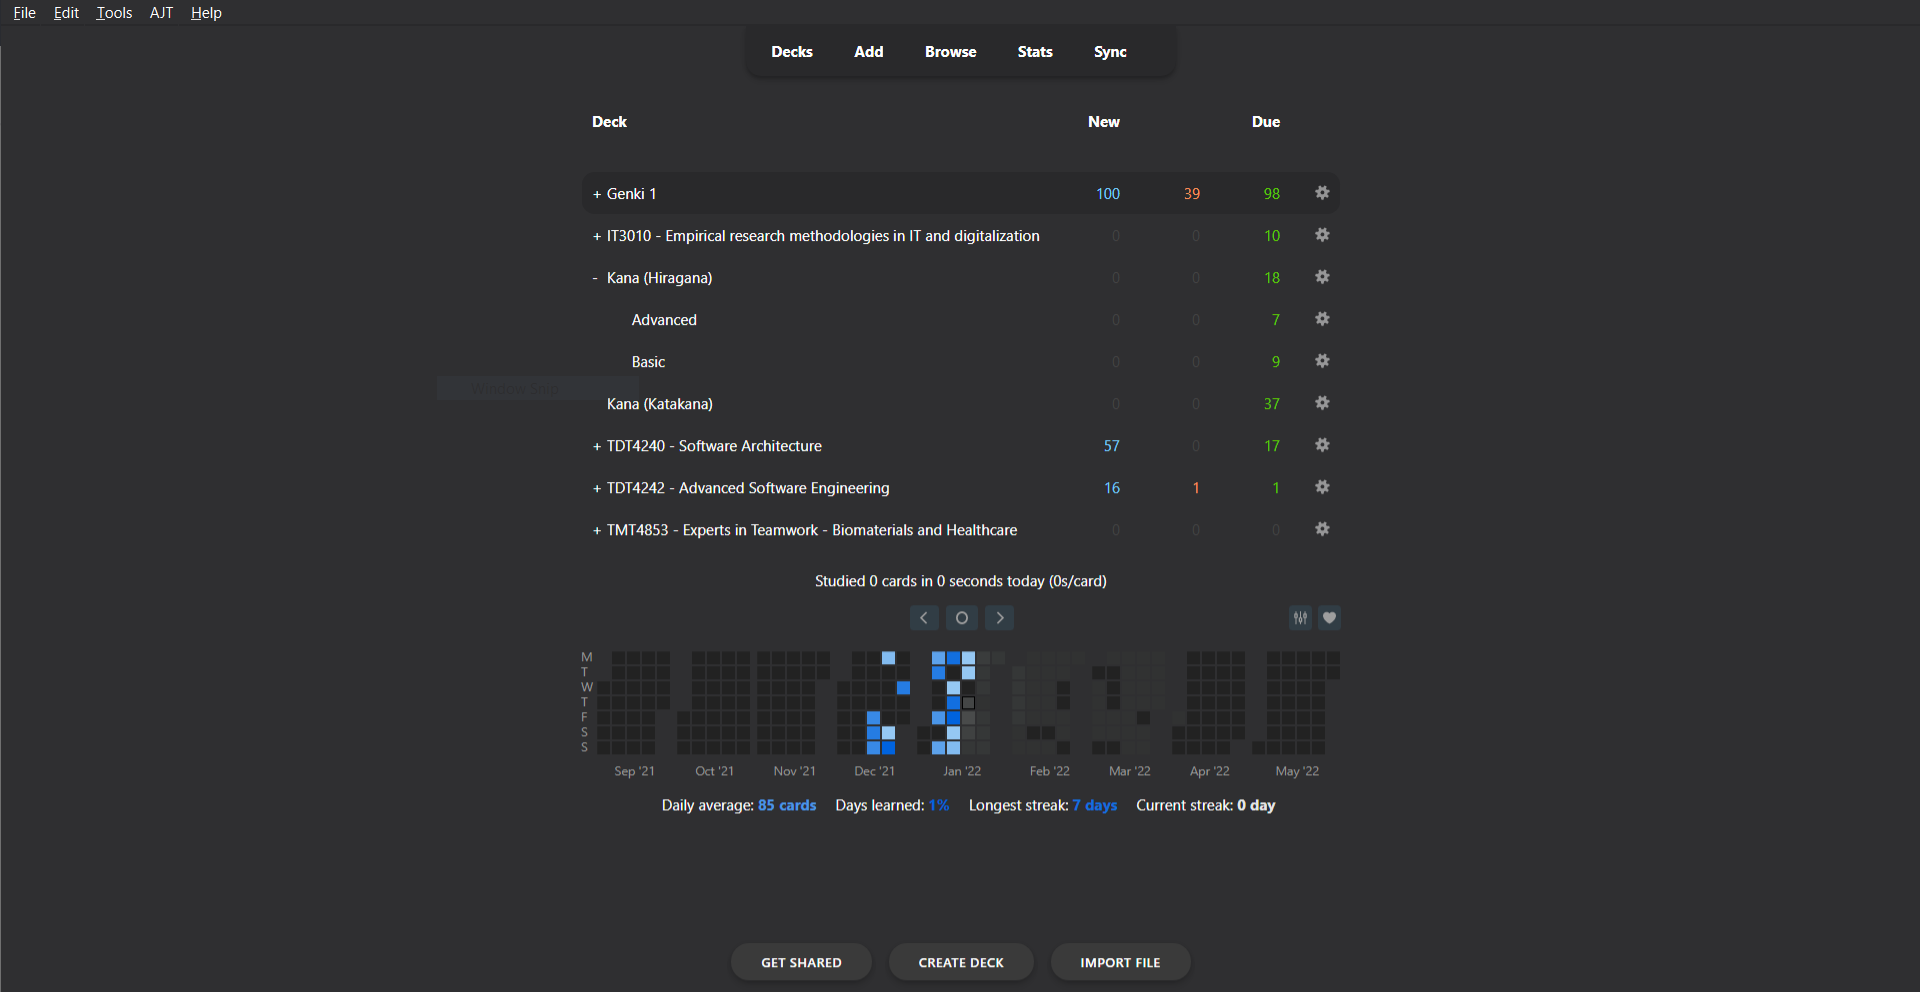 File Edit Tools AJT Help
Decks Add Browse Stats Sync
Deck New Due
+ Genki 1 100 39 98
+ IT3010 - Empirical research methodologies in IT and digitalization 0 0 10
- Kana (Hiragana) 0 0 18
Advanced 0 0 7
Basic 0 0 9
Window Snip
Kana (Katakana) 0 0 37
+ TDT4240 - Software Architecture 57 0 17
+ TDT4242 - Advanced Software Engineering 16 1 1
+ TMT4853 - Experts in Teamwork - Biomaterials and Healthcare 0 0 0
Studied 0 cards in 0 seconds today (0s/card)
M
T
W
T
F
S
S
Sep '21 Oct '21 Nov '21 Dec '21 Jan '22 Feb '22 Mar '22 Apr '22 May '22
Daily average: 85 cards Days learned: 1% Longest streak: 7 days Current streak: 0 day
GET SHARED CREATE DECK IMPORT FILE